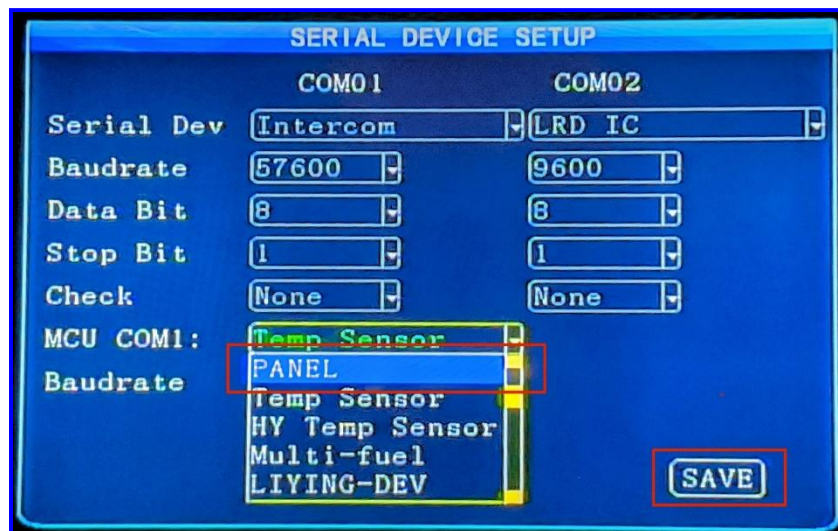 SERIAL DEVICE SETUP
COM01 COM02
Serial Dev Intercom LRD IC
Baudrate 57600 9600
Data Bit 8 8
Stop Bit 1 1
Check None None
MCU COM1: Temp Sensor
PANEL
Baudrate
Temp Sensor
HY Temp Sensor
Multi-fuel
LIYING-DEV
SAVE